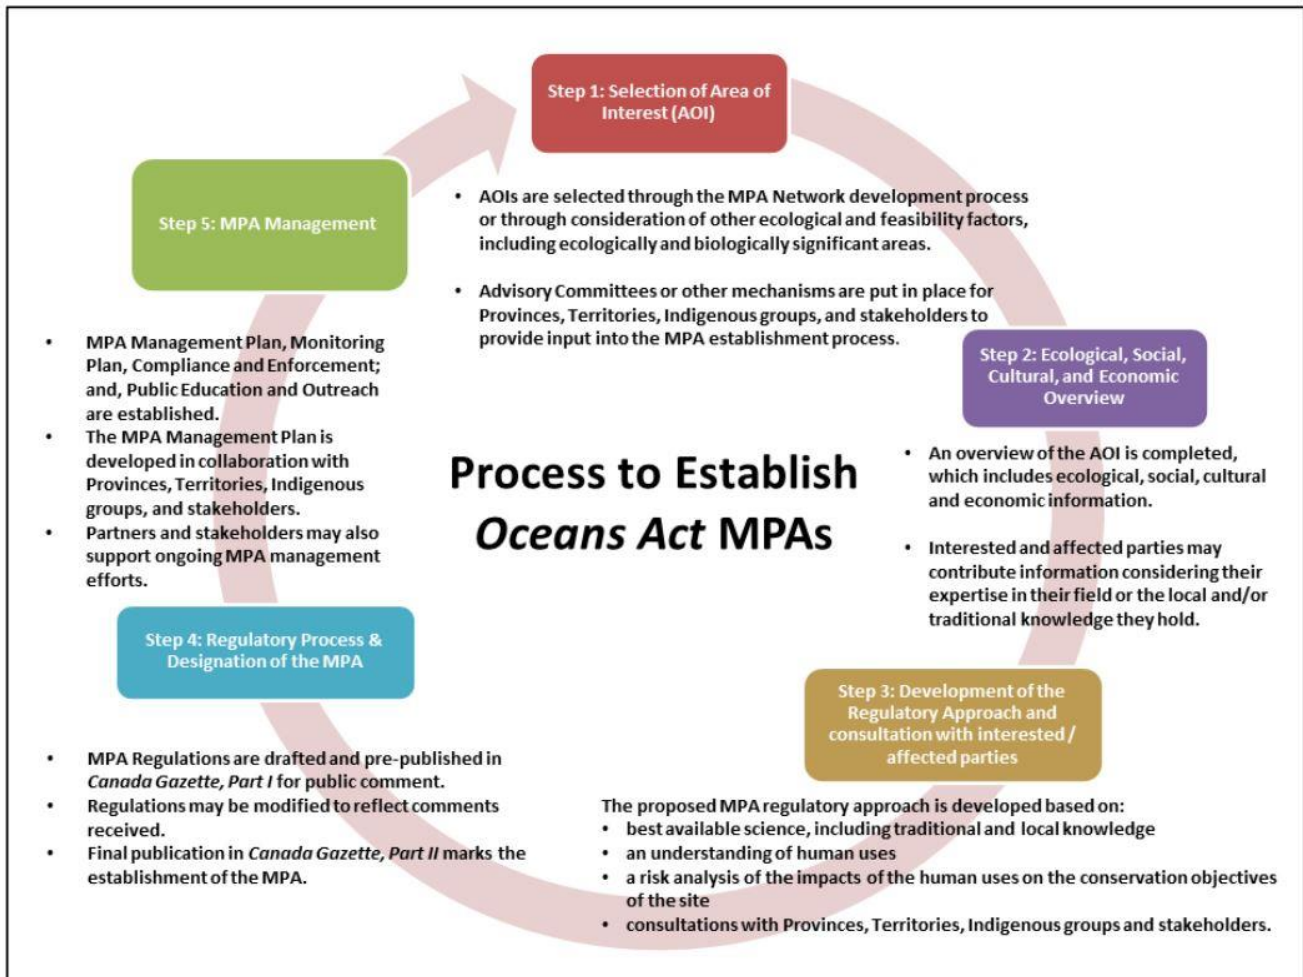 Step 1: Selection of Area of
Interest (AOI)
• AOIs are selected through the MPA Network development process
or through consideration of other ecological and feasibility factors,
including ecologically and biologically significant areas.
• Advisory Committees or other mechanisms are put in place for
Provinces, Territories, Indigenous groups, and stakeholders to
provide input into the MPA establishment process.
Step 2: Ecological, Social,
Cultural, and Economic
Overview
• An overview of the AOI is completed,
which includes ecological, social, cultural
and economic information.
• Interested and affected parties may
contribute information considering their
expertise in their field or the local and/or
traditional knowledge they hold.
Process to Establish
Oceans Act MPAs
Step 3: Development of the
Regulatory Approach and
consultation with interested /
affected parties
The proposed MPA regulatory approach is developed based on:
• best available science, including traditional and local knowledge
• an understanding of human uses
• a risk analysis of the impacts of the human uses on the conservation objectives
of the site
• consultations with Provinces, Territories, Indigenous groups and stakeholders.
Step 4: Regulatory Process &
Designation of the MPA
• MPA Regulations are drafted and pre-published in
Canada Gazette, Part I for public comment.
• Regulations may be modified to reflect comments
received.
• Final publication in Canada Gazette, Part II marks the
establishment of the MPA.
Step 5: MPA Management
• MPA Management Plan, Monitoring
Plan, Compliance and Enforcement;
and, Public Education and Outreach
are established.
• The MPA Management Plan is
developed in collaboration with
Provinces, Territories, Indigenous
groups, and stakeholders.
• Partners and stakeholders may also
support ongoing MPA management
efforts.